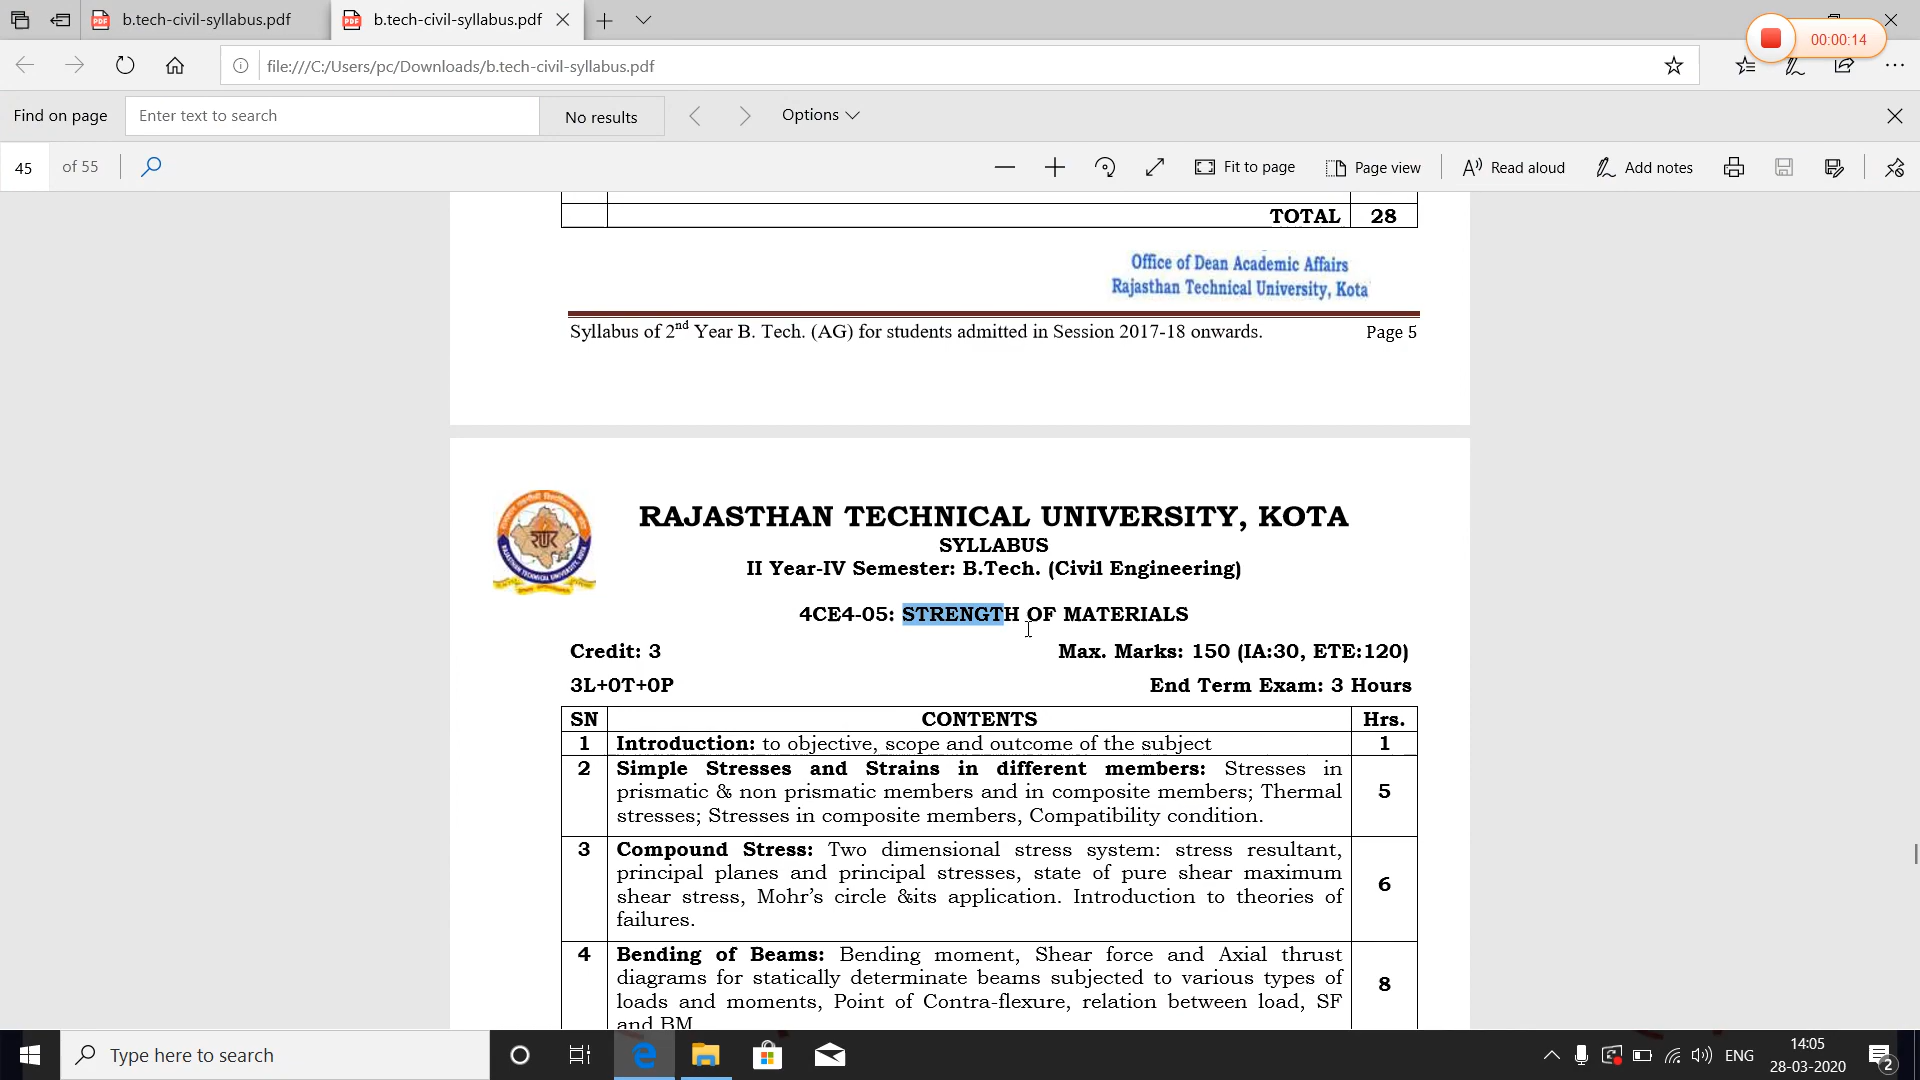 b.tech-civil-syllabus.pdf
b.tech-civil-syllabus.pdf
00:00:14
file:///C:/Users/pc/Downloads/b.tech-civil-syllabus.pdf
Find on page
Enter text to search
No results
Options
45
of 55
Fit to page
Page view
Read aloud
Add notes
TOTAL 28
Office of Dean Academic Affairs
Rajasthan Technical University, Kota
Syllabus of 2nd Year B. Tech. (AG) for students admitted in Session 2017-18 onwards. Page 5
RAJASTHAN TECHNICAL UNIVERSITY, KOTA
SYLLABUS
II Year-IV Semester: B.Tech. (Civil Engineering)
4CE4-05: STRENGTH OF MATERIALS
Credit: 3 Max. Marks: 150 (IA:30, ETE:120)
3L+0T+0P End Term Exam: 3 Hours
SN CONTENTS Hrs.
1 Introduction: to objective, scope and outcome of the subject 1
2 Simple Stresses and Strains in different members: Stresses in
prismatic & non prismatic members and in composite members; Thermal 5
stresses; Stresses in composite members, Compatibility condition.
3 Compound Stress: Two dimensional stress system: stress resultant,
principal planes and principal stresses, state of pure shear maximum
shear stress, Mohr's circle &its application. Introduction to theories of 6
failures.
4 Bending of Beams: Bending moment, Shear force and Axial thrust
diagrams for statically determinate beams subjected to various types of 8
loads and moments, Point of Contra-flexure, relation between load, SF
and BM
Type here to search
ENG
14:05
28-03-2020
2